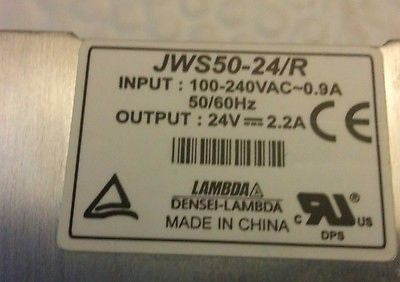 JWS50-24/R
INPUT : 100-240VAC~0.9A
50/60Hz
OUTPUT : 24V⎓2.2A
CE
LAMBDA
DENSEI-LAMBDA
MADE IN CHINA
c RU US
DPS